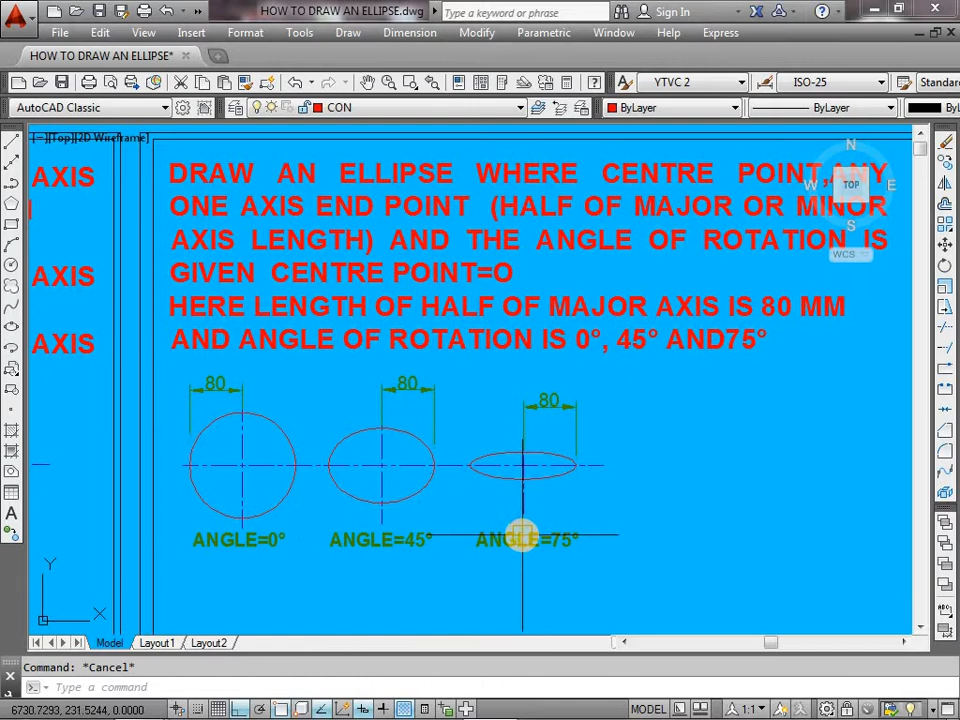 HOW TO DRAW AN ELLIPSE.dwg
Type a keyword or phrase
Sign In
File Edit View Insert Format Tools Draw Dimension Modify Parametric Window Help Express
HOW TO DRAW AN ELLIPSE*
YTVC 2
ISO-25
Standar
AutoCAD Classic
CON
ByLayer
ByLayer
ByLayer
[−][Top][2D Wireframe]
N
W
TOP
E
S
WCS
AXIS
AXIS
AXIS
DRAW AN ELLIPSE WHERE CENTRE POINT,ANY
ONE AXIS END POINT (HALF OF MAJOR OR MINOR
AXIS LENGTH) AND THE ANGLE OF ROTATION IS
GIVEN CENTRE POINT=O
HERE LENGTH OF HALF OF MAJOR AXIS IS 80 MM
AND ANGLE OF ROTATION IS 0°, 45° AND75°
80
80
80
ANGLE=0°
ANGLE=45°
ANGLE=75°
Y
X
Model Layout1 Layout2
Command: *Cancel*
Type a command
6730.7293, 231.5244, 0.0000
MODEL
1:1